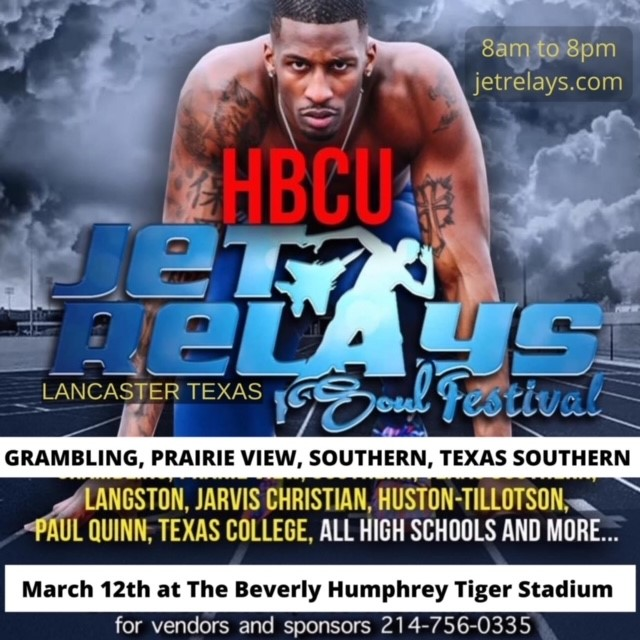 8am to 8pm
jetrelays.com
HBCU
JET
RELAYS
LANCASTER TEXAS
Soul Festival
GRAMBLING, PRAIRIE VIEW, SOUTHERN, TEXAS SOUTHERN
LANGSTON, JARVIS CHRISTIAN, HUSTON-TILLOTSON,
PAUL QUINN, TEXAS COLLEGE, ALL HIGH SCHOOLS AND MORE...
March 12th at The Beverly Humphrey Tiger Stadium
for vendors and sponsors 214-756-0335